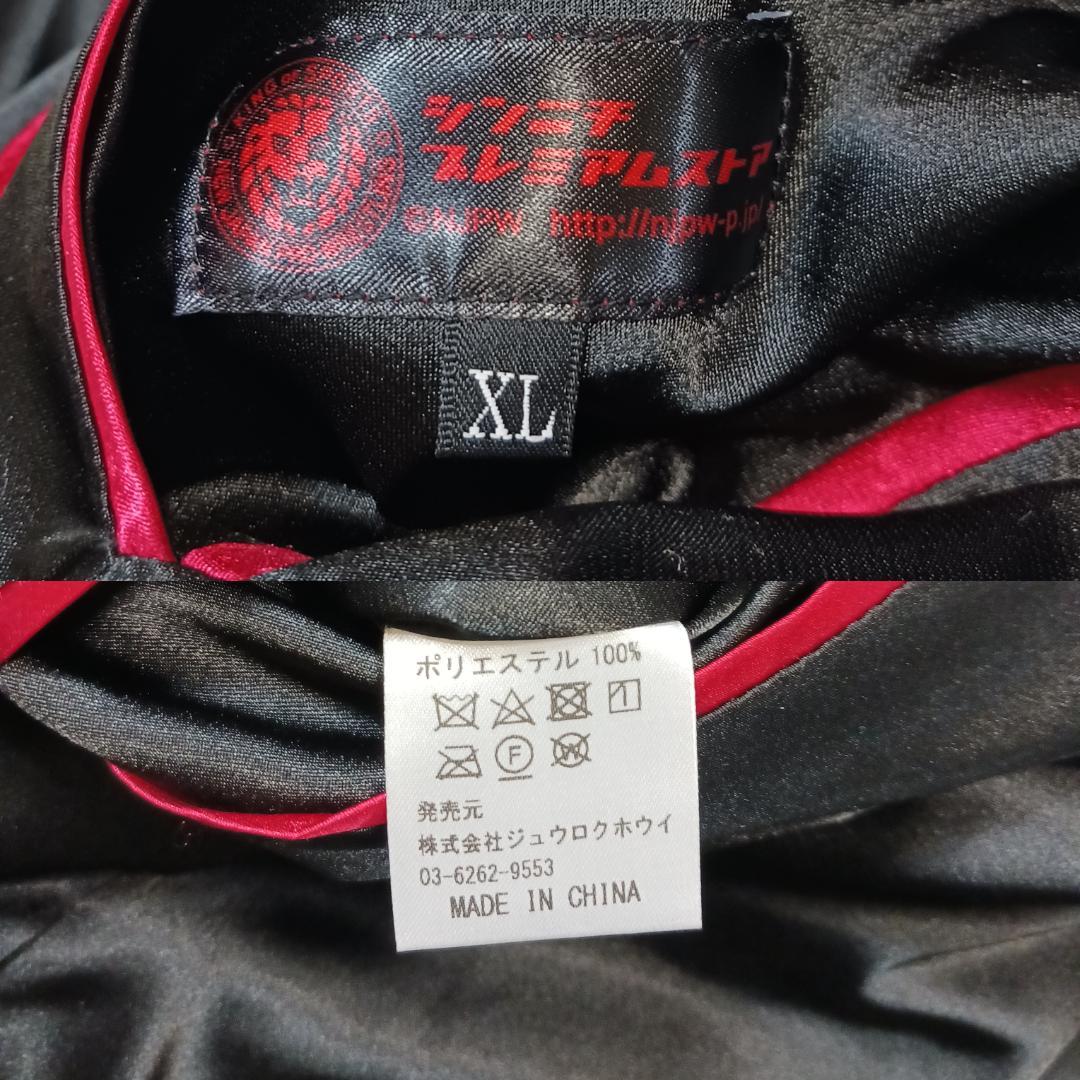 シンニチ
プレミアムストア
©NJPW http://njpw-p.jp/
XL
ポリエステル 100%
1
F
W
発売元
株式会社ジュウロクホウイ
03-6262-9553
MADE IN CHINA